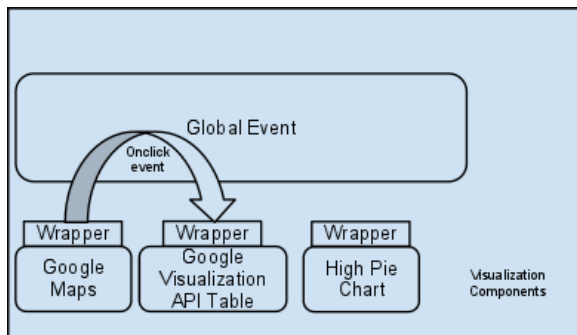 Global Event
Onclick
event
Wrapper
Wrapper
Wrapper
Google
Maps
Google
Visualization
API Table
High Pie
Chart
Visualization
Components